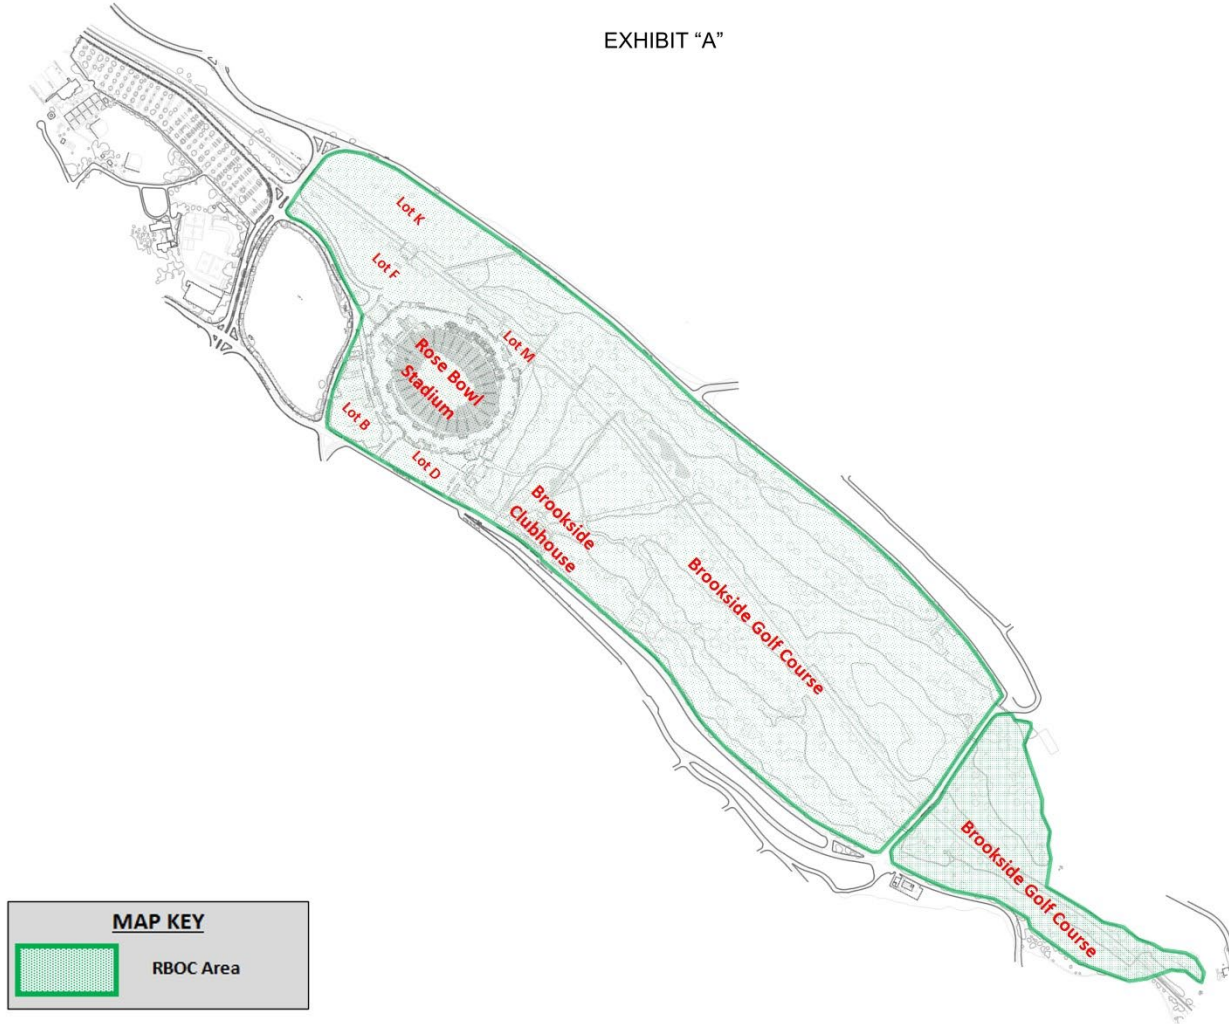 EXHIBIT “A”
Lot K
Lot F
Lot M
Rose Bowl
Stadium
Lot B
Lot D
Brookside
Clubhouse
Brookside Golf Course
Brookside Golf Course
MAP KEY
RBOC Area